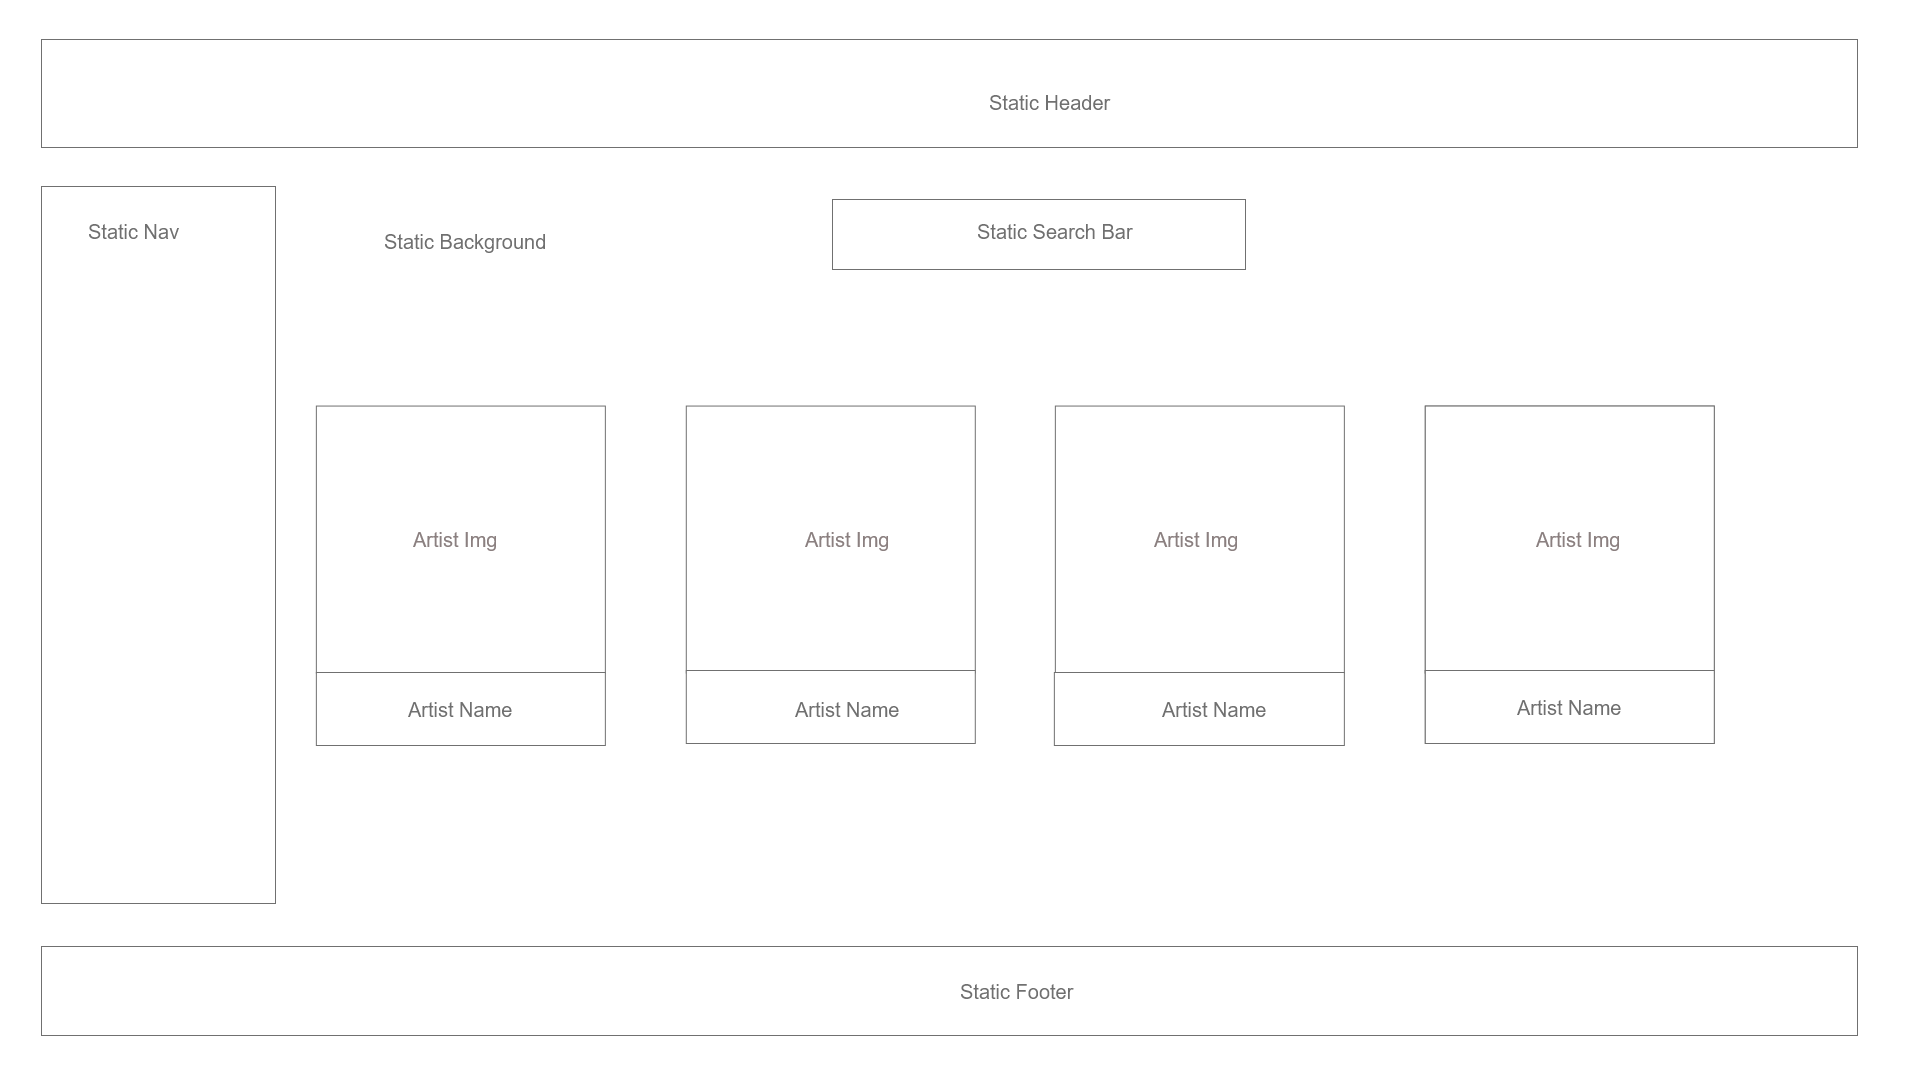 Static Header
Static Nav
Static Background
Static Search Bar
Artist Img
Artist Img
Artist Img
Artist Img
Artist Name
Artist Name
Artist Name
Artist Name
Static Footer